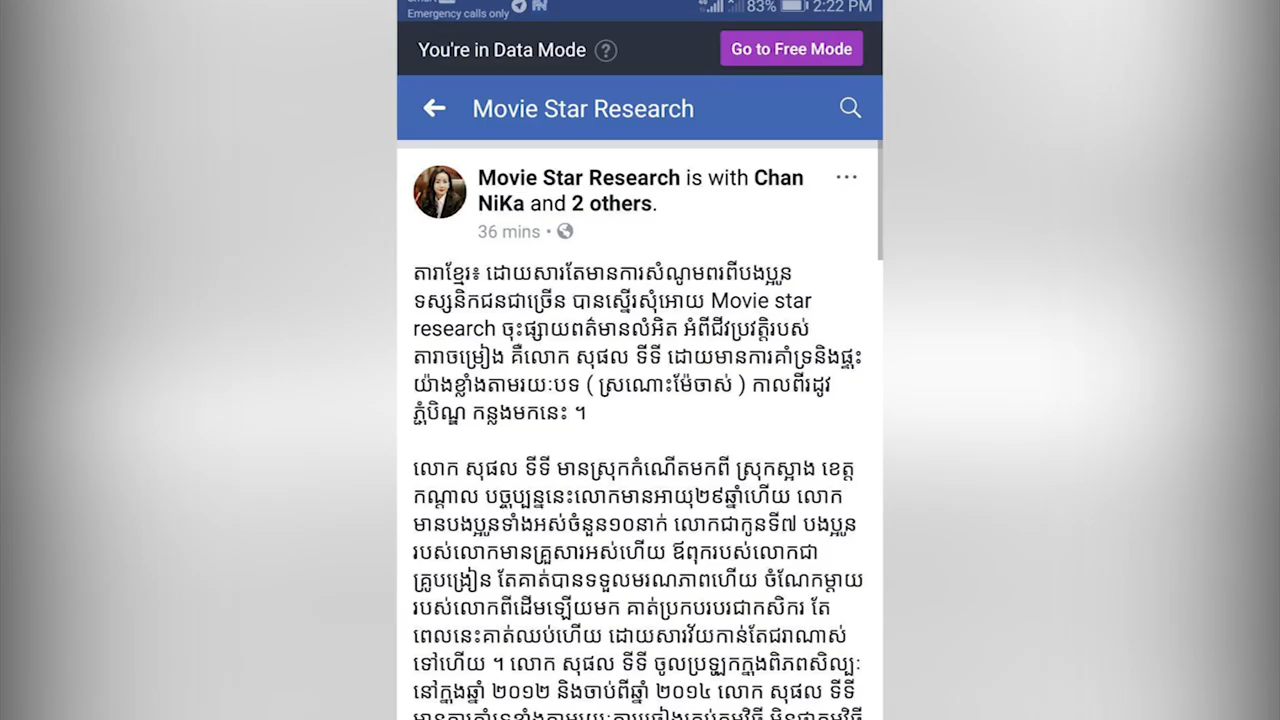 Emergency calls only
83% 2:22 PM
You're in Data Mode ?
Go to Free Mode
Movie Star Research
Movie Star Research is with Chan
NiKa and 2 others.
36 mins •
តារាខ្មែរ៖ ដោយសារតែមានការសំណូមពរពីបងប្អូន
ទស្សនិកជនជាច្រើន បានស្នើរសុំអោយ Movie star
research ចុះផ្សាយពត៌មានលំអិត អំពីជីវប្រវត្តិរបស់
តារាចម្រៀង គឺលោក សុផល ទីទី ដោយមានការគាំទ្រនិងផ្ទុះ
យ៉ាងខ្លាំងតាមរយៈបទ ( ស្រណោះម៉ែចាស់ ) កាលពីរដូវ
ភ្ជុំបិណ្ឌ កន្លងមកនេះ ។
លោក សុផល ទីទី មានស្រុកកំណើតមកពី ស្រុកស្អាង ខេត្ត
កណ្ដាល បច្ចុប្បន្ននេះលោកមានអាយុ២៩ឆ្នាំហើយ លោក
មានបងប្អូនទាំងអស់ចំនួន១០នាក់ លោកជាកូនទី៧ បងប្អូន
របស់លោកមានគ្រួសារអស់ហើយ ឪពុករបស់លោកជា
គ្រូបង្រៀន តែគាត់បានទទួលមរណភាពហើយ ចំណែកម្ដាយ
របស់លោកពីដើមឡើយមក គាត់ប្រកបរបរជាកសិករ តែ
ពេលនេះគាត់ឈប់ហើយ ដោយសារវ័យកាន់តែជរាណាស់
ទៅហើយ ។ លោក សុផល ទីទី ចូលប្រឡូកក្នុងពិភពសិល្បៈ
នៅក្នុងឆ្នាំ ២០១២ និងចាប់ពីឆ្នាំ ២០១៤ លោក សុផល ទីទី